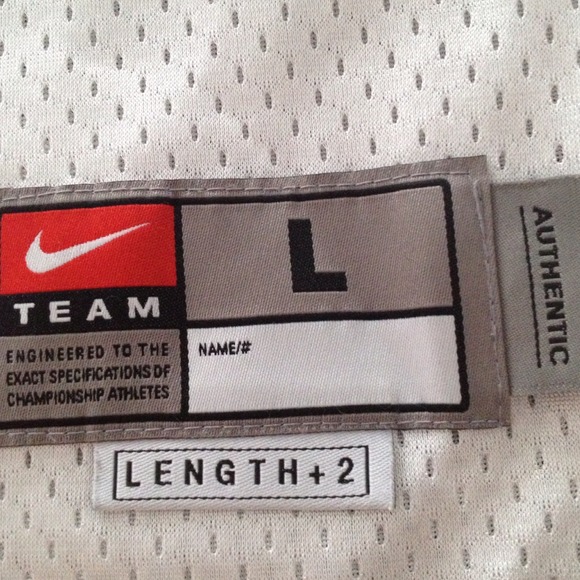 TEAM
ENGINEERED TO THE
EXACT SPECIFICATIONS OF
CHAMPIONSHIP ATHLETES
L
NAME/#
LENGTH + 2
AUTHENTIC